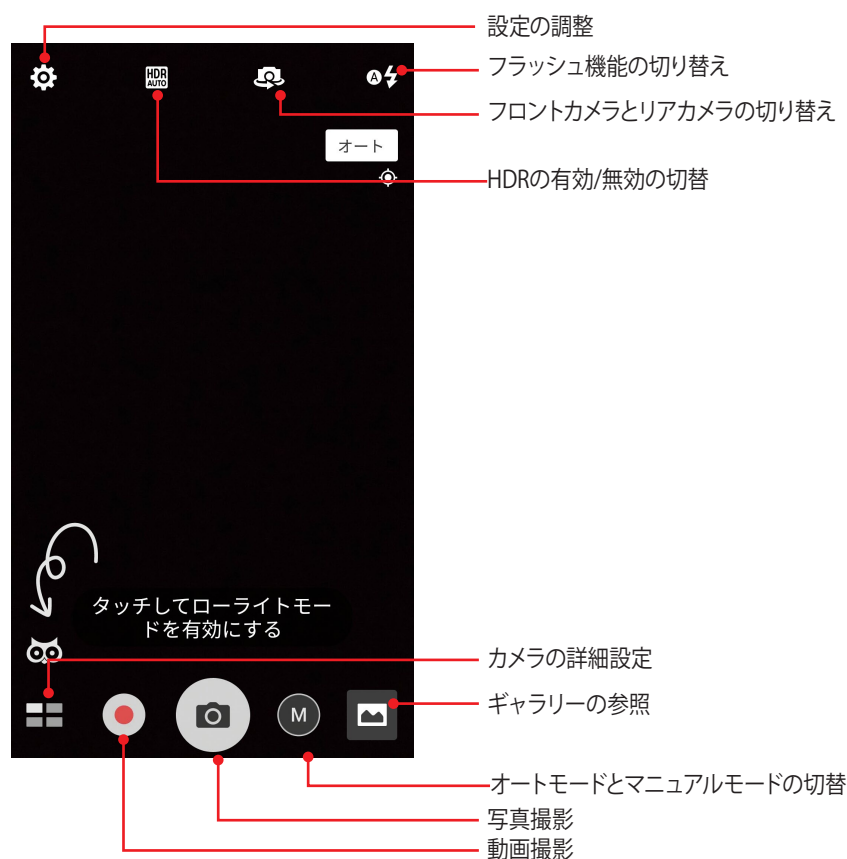 設定の調整
フラッシュ機能の切り替え
フロントカメラとリアカメラの切り替え
HDR
AUTO
A
オート
HDRの有効/無効の切替
タッチしてローライトモー
ドを有効にする
カメラの詳細設定
ギャラリーの参照
M
オートモードとマニュアルモードの切替
写真撮影
動画撮影